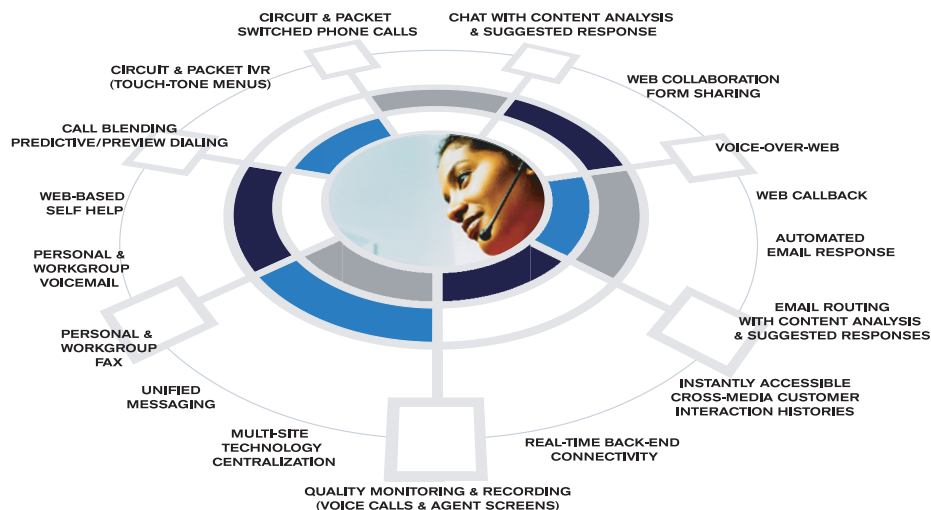 CIRCUIT & PACKET
SWITCHED PHONE CALLS
CHAT WITH CONTENT ANALYSIS
& SUGGESTED RESPONSE
CIRCUIT & PACKET IVR
(TOUCH-TONE MENUS)
WEB COLLABORATION
FORM SHARING
CALL BLENDING
PREDICTIVE/PREVIEW DIALING
VOICE-OVER-WEB
WEB-BASED
SELF HELP
WEB CALLBACK
PERSONAL &
WORKGROUP
VOICEMAIL
AUTOMATED
EMAIL RESPONSE
PERSONAL &
WORKGROUP
FAX
EMAIL ROUTING
WITH CONTENT ANALYSIS
& SUGGESTED RESPONSES
UNIFIED
MESSAGING
INSTANTLY ACCESSIBLE
CROSS-MEDIA CUSTOMER
INTERACTION HISTORIES
MULTI-SITE
TECHNOLOGY
CENTRALIZATION
REAL-TIME BACK-END
CONNECTIVITY
QUALITY MONITORING & RECORDING
(VOICE CALLS & AGENT SCREENS)